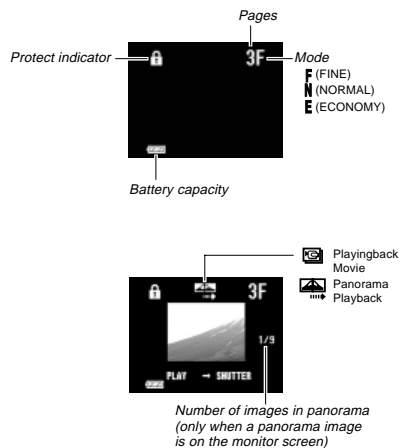 Pages
Protect indicator
3F
Mode
F (FINE)
N (NORMAL)
E (ECONOMY)
Battery capacity
Playingback
Movie
Panorama
Playback
3F
1/9
PLAY → SHUTTER
Number of images in panorama
(only when a panorama image
is on the monitor screen)